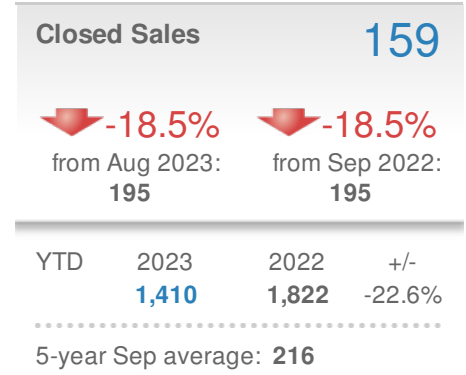 Closed Sales 159
-18.5% -18.5%
from Aug 2023: from Sep 2022:
195 195
YTD 2023 2022 +/-
1,410 1,822 -22.6%
5-year Sep average: 216